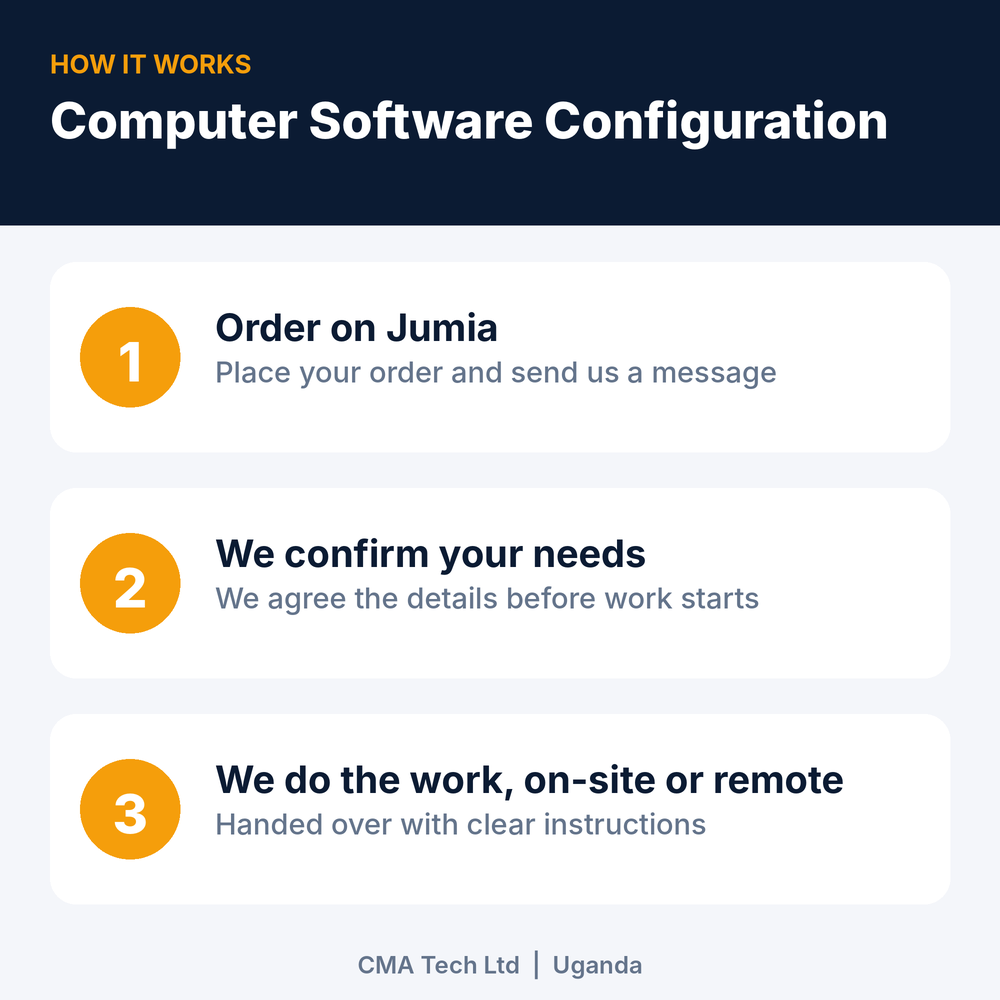 HOW IT WORKS
Computer Software Configuration
1
Order on Jumia
Place your order and send us a message
2
We confirm your needs
We agree the details before work starts
3
We do the work, on-site or remote
Handed over with clear instructions
CMA Tech Ltd | Uganda